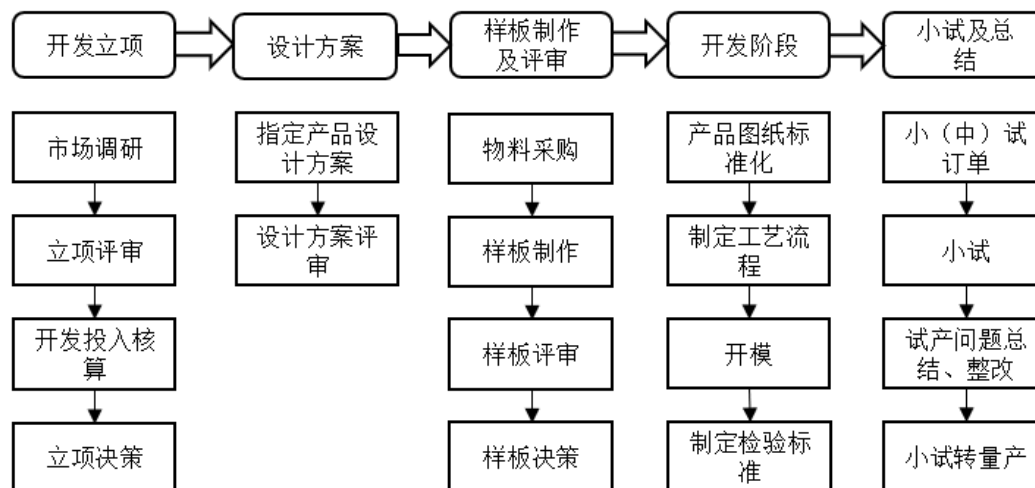 开发立项
设计方案
样板制作
及评审
开发阶段
小试及总
结
市场调研
指定产品设
计方案
物料采购
产品图纸标
准化
小（中）试
订单
立项评审
设计方案评
审
样板制作
制定工艺流
程
小试
开发投入核
算
样板评审
开模
试产问题总
结、整改
立项决策
样板决策
制定检验标
准
小试转量产